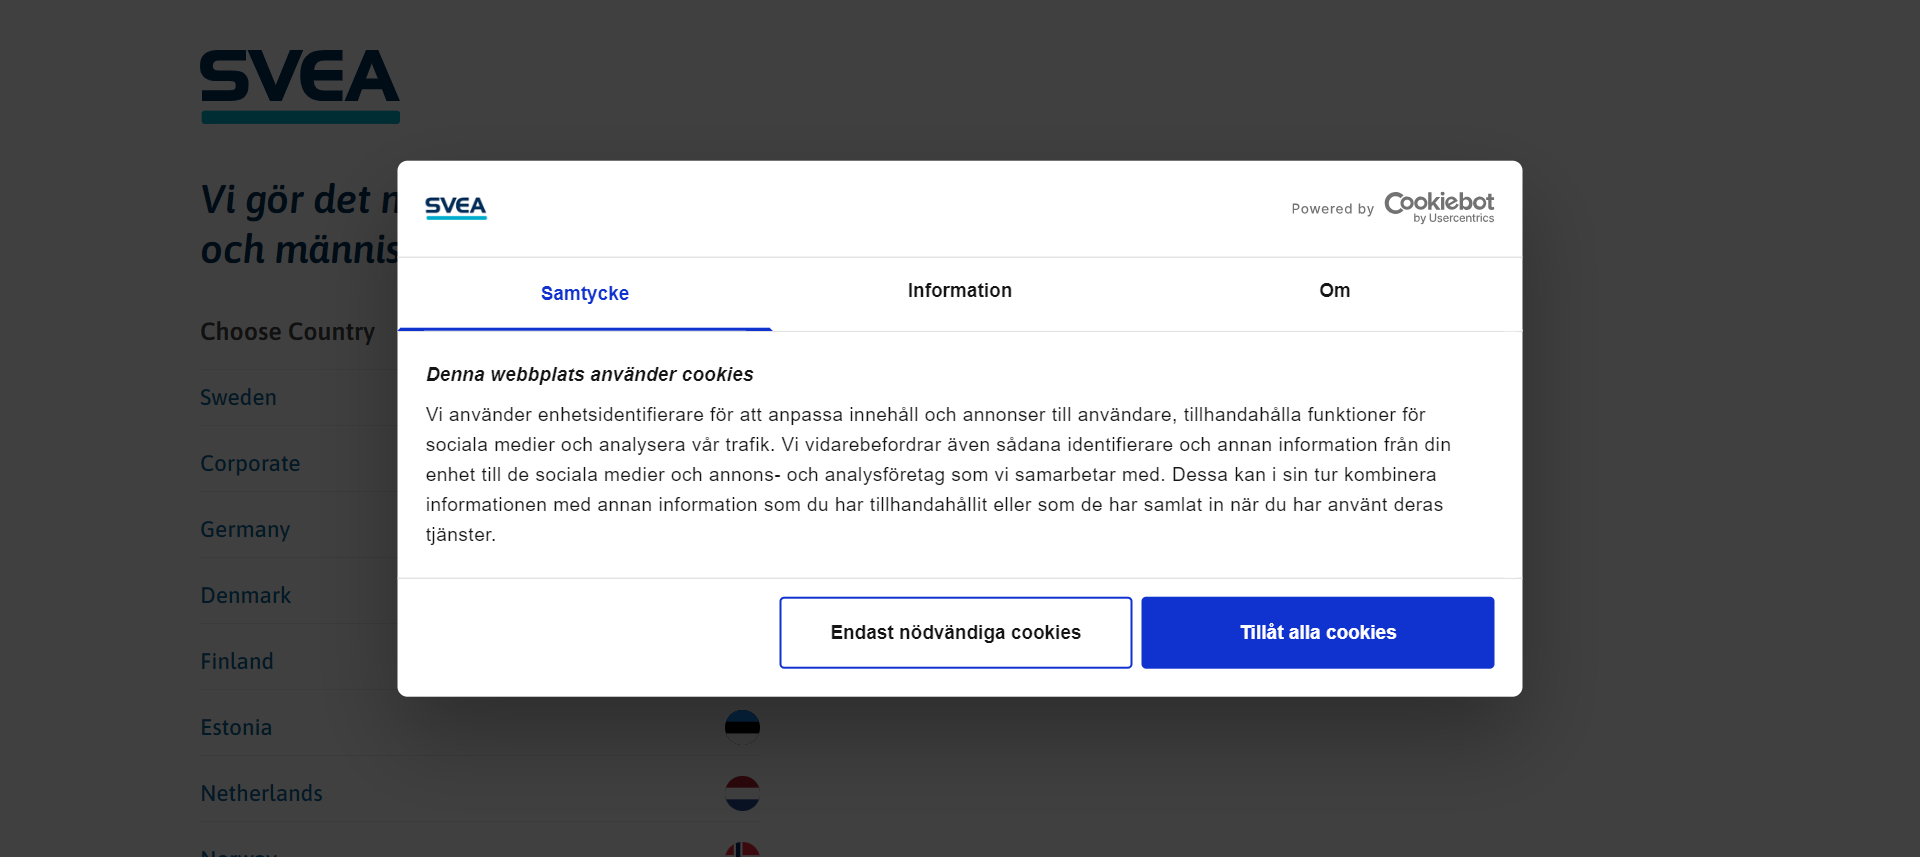 SVEA
Vi gör det
och männis
Choose Country
Sweden
Corporate
Germany
Denmark
Finland
Estonia
Netherlands
Norway
SVEA
Powered by Cookiebot
by Usercentrics
Samtycke
Information
Om
Denna webbplats använder cookies
Vi använder enhetsidentifierare för att anpassa innehåll och annonser till användare, tillhandahålla funktioner för
sociala medier och analysera vår trafik. Vi vidarebefordrar även sådana identifierare och annan information från din
enhet till de sociala medier och annons- och analysföretag som vi samarbetar med. Dessa kan i sin tur kombinera
informationen med annan information som du har tillhandahållit eller som de har samlat in när du har använt deras
tjänster.
Endast nödvändiga cookies
Tillåt alla cookies